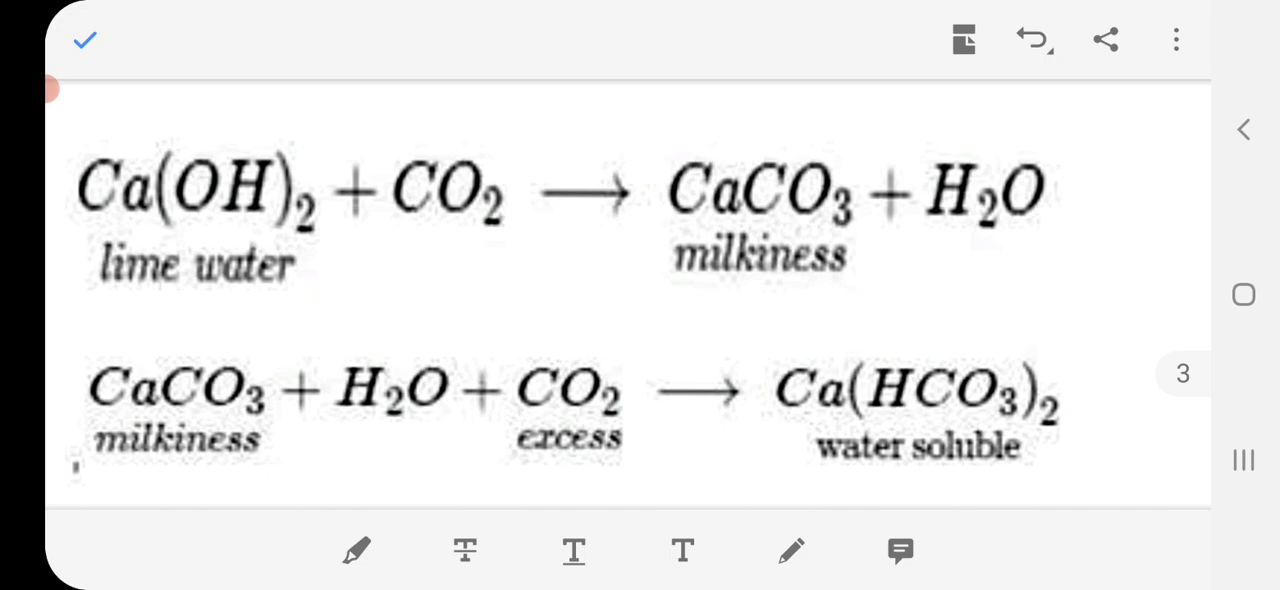 Ca(OH)₂ + CO₂ ⟶ CaCO₃ + H₂O
lime water milkiness
CaCO₃ + H₂O + CO₂ ⟶ Ca(HCO₃)₂
milkiness excess water soluble
3